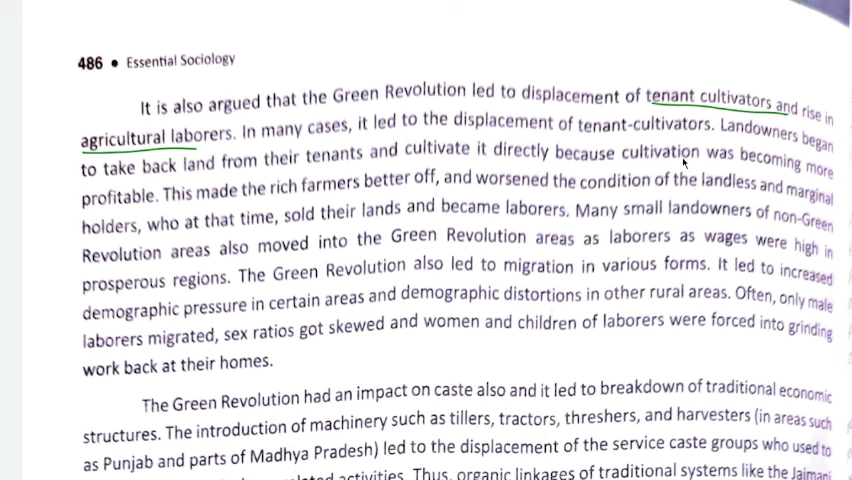 486 • Essential Sociology
It is also argued that the Green Revolution led to displacement of tenant cultivators and rise in
agricultural laborers. In many cases, it led to the displacement of tenant-cultivators. Landowners began
to take back land from their tenants and cultivate it directly because cultivation was becoming more
profitable. This made the rich farmers better off, and worsened the condition of the landless and marginal
holders, who at that time, sold their lands and became laborers. Many small landowners of non-Green
Revolution areas also moved into the Green Revolution areas as laborers as wages were high in
prosperous regions. The Green Revolution also led to migration in various forms. It led to increased
demographic pressure in certain areas and demographic distortions in other rural areas. Often, only male
laborers migrated, sex ratios got skewed and women and children of laborers were forced into grinding
work back at their homes.
The Green Revolution had an impact on caste also and it led to breakdown of traditional economic
structures. The introduction of machinery such as tillers, tractors, threshers, and harvesters (in areas such
as Punjab and parts of Madhya Pradesh) led to the displacement of the service caste groups who used to
activities. Thus, organic linkages of traditional systems like the Jajmani